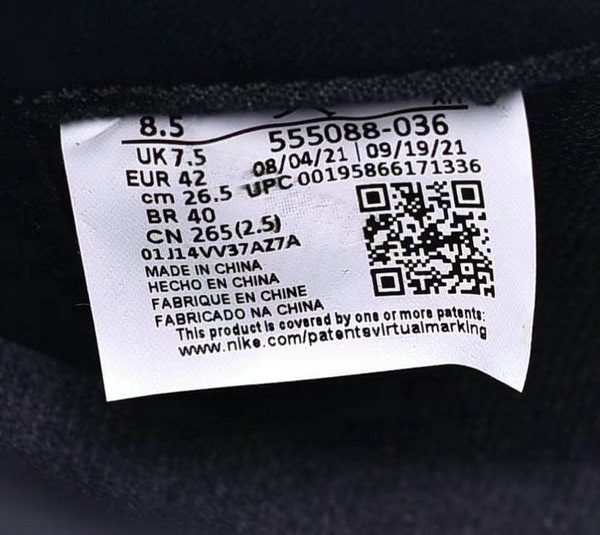 8.5
UK 7.5
EUR 42
cm 26.5
BR 40
CN 265(2.5)
01J14VV37AZ7A
MADE IN CHINA
HECHO EN CHINA
FABRIQUE EN CHINE
FABRICADO NA CHINA
555088-036
08/04/21 | 09/19/21
UPC 00195866171336
This product is covered by one or more patents:
www.nike.com/patentsvirtualmarking